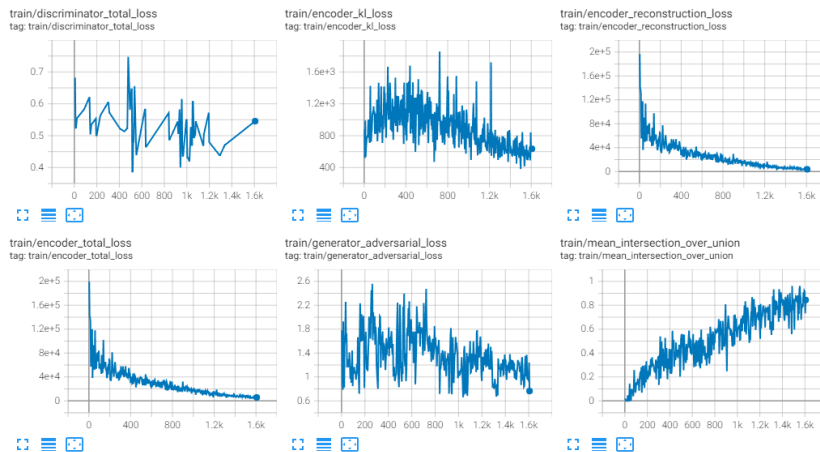 train/discriminator_total_loss
tag: train/discriminator_total_loss
0.7
0.6
0.5
0.4
0 200 400 600 800 1k 1.2k 1.4k 1.6k
train/encoder_kl_loss
tag: train/encoder_kl_loss
1.6e+3
1.2e+3
800
400
0 200 400 600 800 1k 1.2k 1.4k 1.6k
train/encoder_reconstruction_loss
tag: train/encoder_reconstruction_loss
2e+5
1.6e+5
1.2e+5
8e+4
4e+4
0
0 400 800 1.2k 1.6k
train/encoder_total_loss
tag: train/encoder_total_loss
2e+5
1.6e+5
1.2e+5
8e+4
4e+4
0
0 400 800 1.2k 1.6k
train/generator_adversarial_loss
tag: train/generator_adversarial_loss
2.6
2.2
1.8
1.4
1
0.6
0 200 400 600 800 1k 1.2k 1.4k 1.6k
train/mean_intersection_over_union
tag: train/mean_intersection_over_union
1
0.8
0.6
0.4
0.2
0
0 200 400 600 800 1k 1.2k 1.4k 1.6k